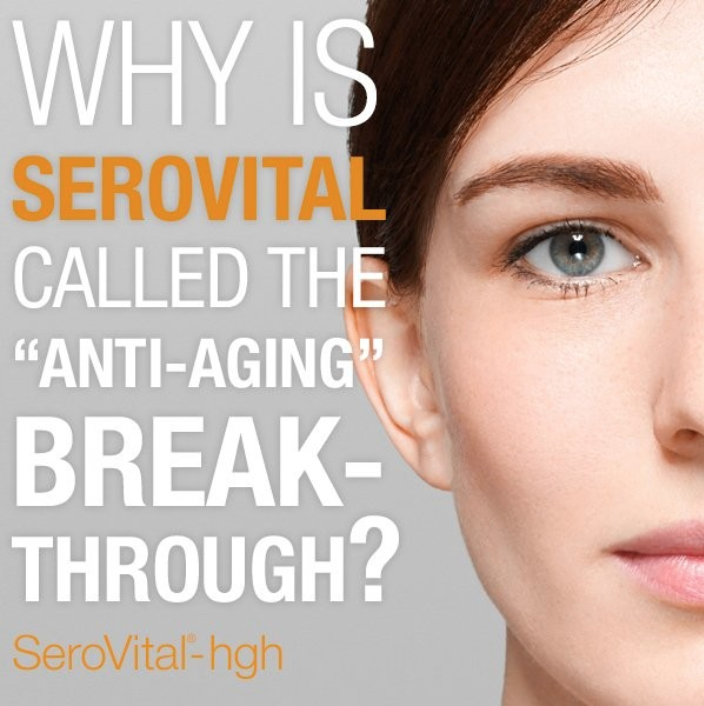 WHY IS
SEROVITAL
CALLED THE
“ANTI-AGING”
BREAK-
THROUGH?
SeroVital®-hgh